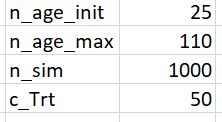 n_age_init 25
n_age_max 110
n_sim 1000
c_Trt 50